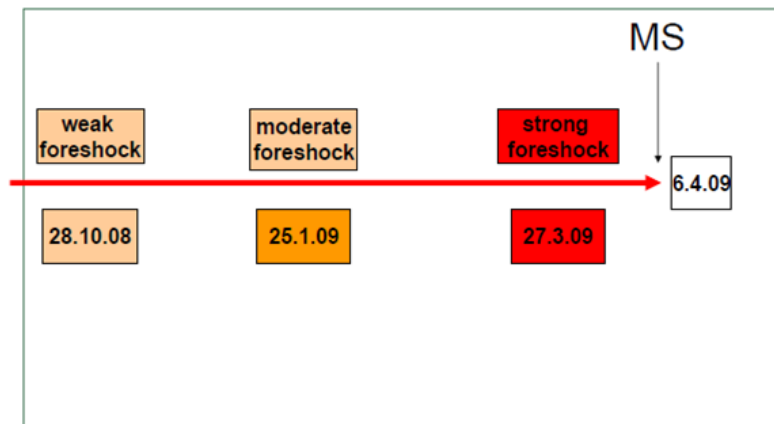 MS
weak
foreshock
moderate
foreshock
strong
foreshock
6.4.09
28.10.08
25.1.09
27.3.09